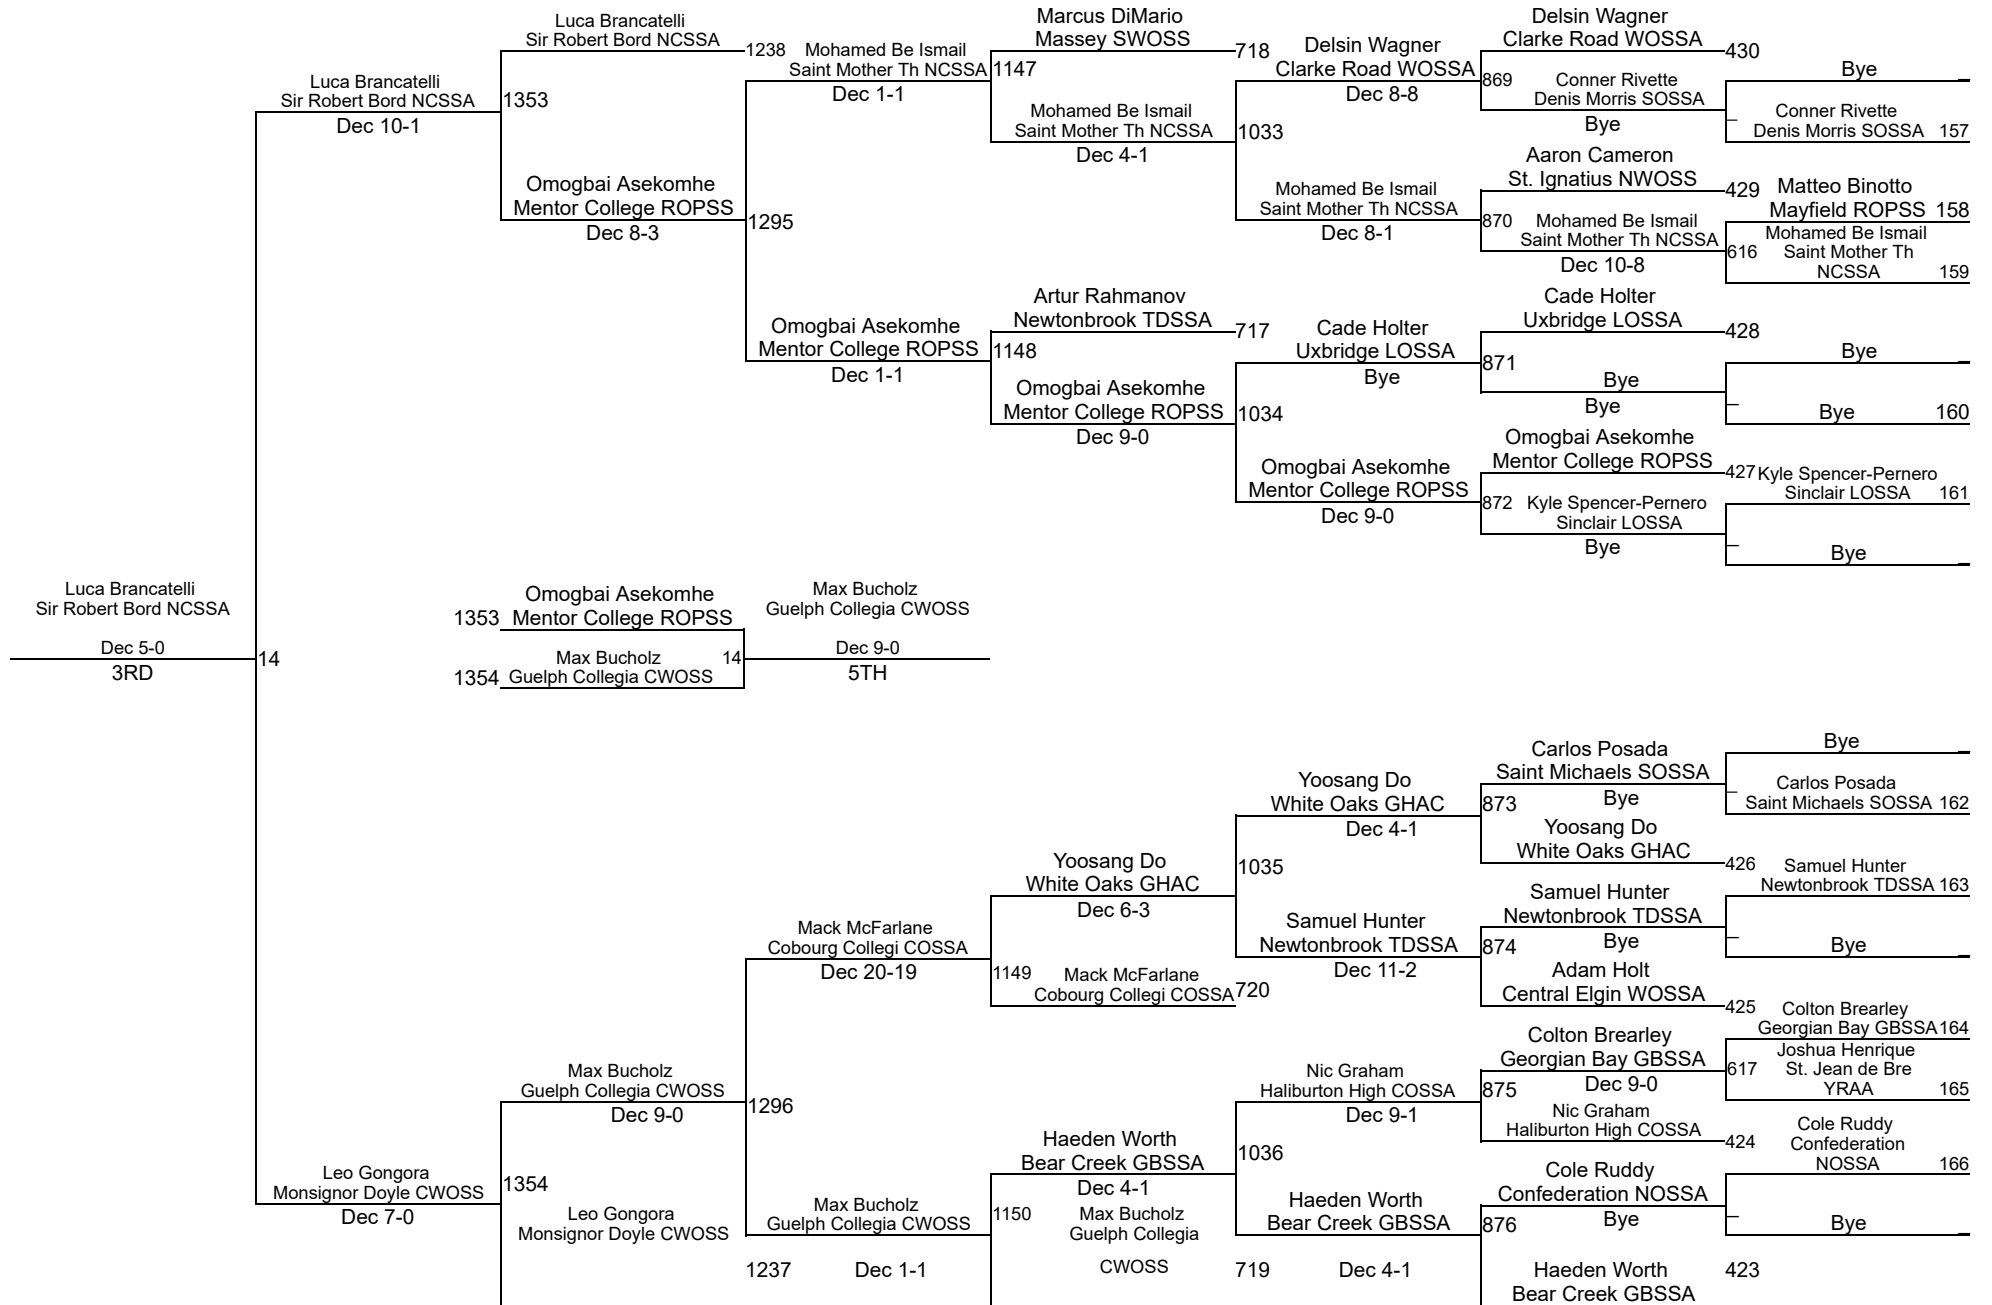 Luca Brancatelli
Sir Robert Bord NCSSA
1238
Mohamed Be Ismail
Saint Mother Th NCSSA
Dec 1-1
Marcus DiMario
Massey SWOSS
718
Delsin Wagner
Clarke Road WOSSA
Dec 8-8
Delsin Wagner
Clarke Road WOSSA
430
Bye
Luca Brancatelli
Sir Robert Bord NCSSA
Dec 10-1
1353
1147
869
Conner Rivette
Denis Morris SOSSA
Bye
Conner Rivette
Denis Morris SOSSA
157
Mohamed Be Ismail
Saint Mother Th NCSSA
Dec 4-1
1033
Aaron Cameron
St. Ignatius NWOSS
429
Matteo Binotto
Mayfield ROPSS
158
Omogbai Asekomhe
Mentor College ROPSS
Dec 8-3
1295
Mohamed Be Ismail
Saint Mother Th NCSSA
Dec 8-1
870
Mohamed Be Ismail
Saint Mother Th NCSSA
Dec 10-8
616
Mohamed Be Ismail
Saint Mother Th
NCSSA
159
Omogbai Asekomhe
Mentor College ROPSS
Dec 1-1
Artur Rahmanov
Newtonbrook TDSSA
717
Cade Holter
Uxbridge LOSSA
Bye
Cade Holter
Uxbridge LOSSA
428
Bye
1148
871
Bye
Bye
Bye
160
Omogbai Asekomhe
Mentor College ROPSS
Dec 9-0
1034
Omogbai Asekomhe
Mentor College ROPSS
427
Kyle Spencer-Pernero
Sinclair LOSSA
161
Omogbai Asekomhe
Mentor College ROPSS
Dec 9-0
872
Kyle Spencer-Pernero
Sinclair LOSSA
Bye
Bye
Luca Brancatelli
Sir Robert Bord NCSSA
Dec 5-0
3RD
14
1353
Omogbai Asekomhe
Mentor College ROPSS
1354
Max Bucholz
Guelph Collegia CWOSS
14
Max Bucholz
Guelph Collegia CWOSS
Dec 9-0
5TH
Carlos Posada
Saint Michaels SOSSA
Bye
Bye
Yoosang Do
White Oaks GHAC
Dec 4-1
873
Carlos Posada
Saint Michaels SOSSA
162
Yoosang Do
White Oaks GHAC
426
Samuel Hunter
Newtonbrook TDSSA
163
Yoosang Do
White Oaks GHAC
Dec 6-3
1035
Samuel Hunter
Newtonbrook TDSSA
Bye
Bye
Mack McFarlane
Cobourg Collegi COSSA
Dec 20-19
Samuel Hunter
Newtonbrook TDSSA
Dec 11-2
874
Adam Holt
Central Elgin WOSSA
425
1149
Mack McFarlane
Cobourg Collegi COSSA
720
Colton Brearley
Georgian Bay GBSSA
164
Colton Brearley
Georgian Bay GBSSA
Dec 9-0
617
Joshua Henrique
St. Jean de Bre
YRAA
165
Max Bucholz
Guelph Collegia CWOSS
Dec 9-0
1296
Nic Graham
Haliburton High COSSA
Dec 9-1
875
Nic Graham
Haliburton High COSSA
424
Cole Ruddy
Confederation
NOSSA
166
Haeden Worth
Bear Creek GBSSA
Dec 4-1
1036
Cole Ruddy
Confederation NOSSA
Bye
Bye
Leo Gongora
Monsignor Doyle CWOSS
Dec 7-0
1354
Leo Gongora
Monsignor Doyle CWOSS
1237
Max Bucholz
Guelph Collegia CWOSS
Dec 1-1
1150
Max Bucholz
Guelph Collegia
CWOSS
719
Haeden Worth
Bear Creek GBSSA
Dec 4-1
876
Haeden Worth
Bear Creek GBSSA
423